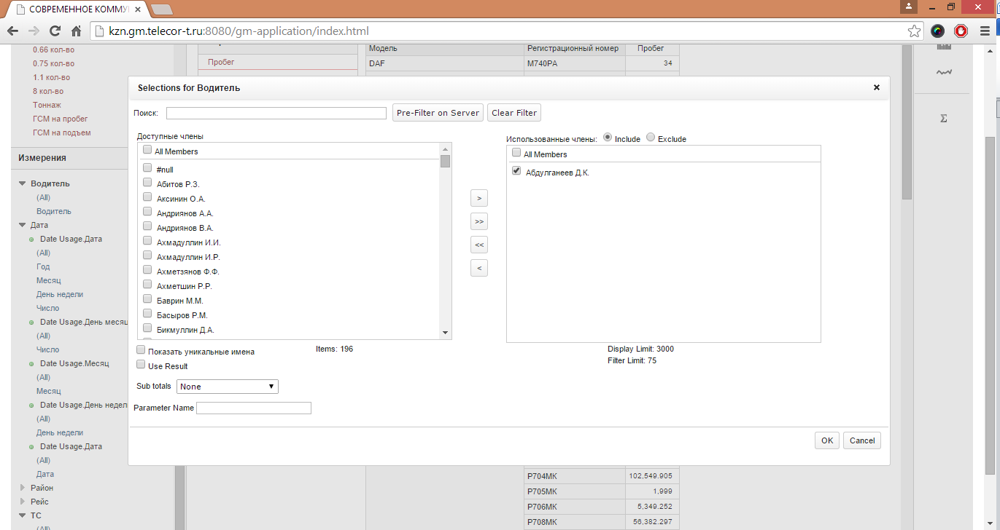 СОВРЕМЕННОЕ КОММУ
kzn.gm.telecor-t.ru:8080/gm-application/index.html
0.66 кол-во
0.75 кол-во
1.1 кол-во
8 кол-во
Тоннаж
ГСМ на пробег
ГСМ на подъем
Измерения
Водитель
(All)
Водитель
Дата
Date Usage.Дата
(All)
Год
Месяц
День недели
Число
Date Usage.День месяц
(All)
Число
Date Usage.Месяц
(All)
Месяц
Date Usage.День недел
(All)
День недели
Date Usage.Дата
(All)
Дата
Район
Рейс
ТС
(All)
Пробег
Модель Регистрационный номер Пробег
DAF М740РА 34
Selections for Водитель
Поиск: Pre-Filter on Server Clear Filter
Доступные члены
All Members
#null
Абитов Р.З.
Аксинин О.А.
Андриянов А.А.
Андриянов В.А.
Ахмадуллин И.И.
Ахмадуллин И.Р.
Ахметзянов Ф.Ф.
Ахметшин Р.Р.
Баврин М.М.
Басыров Р.М.
Бикмуллин Д.А.
>
>>
<<
<
Использованные члены: Include Exclude
All Members
Абдулганеев Д.К.
Показать уникальные имена Items: 196
Use Result
Display Limit: 3000
Filter Limit: 75
Sub totals None
Parameter Name
OK Cancel
Р704МК 102,549.905
Р705МК 1,999
Р706МК 5,349.252
Р708МК 56,382.297
Σ